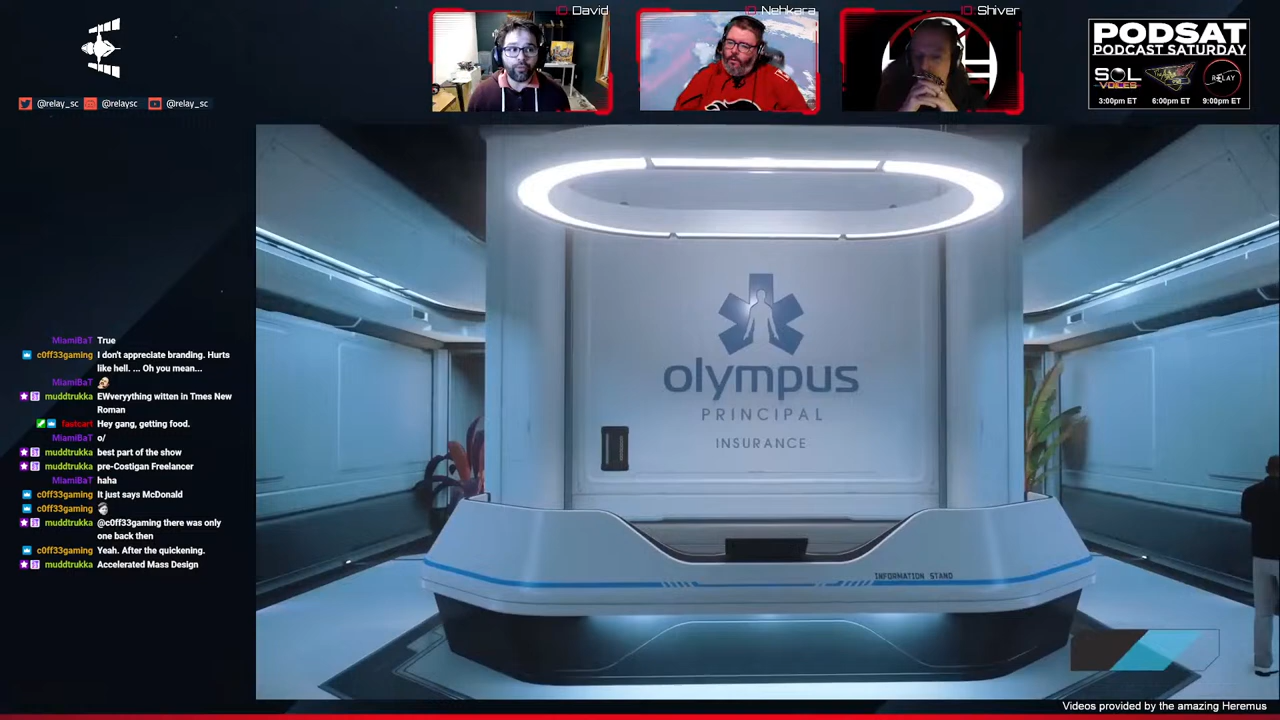 David
Nehkara
Shiver
PODSAT
PODCAST SATURDAY
SOL
VOICES
RELAY
3:00pm ET
6:00pm ET
9:00pm ET
@relay_sc
@relaysc
@relay_sc
MiamiBaT True
c0ff33gaming I don't appreciate branding. Hurts
like hell. ... Oh you mean...
MiamiBaT
muddtrukka EWveryything witten in Tmes New
Roman
fastcart Hey gang, getting food.
MiamiBaT o/
muddtrukka best part of the show
muddtrukka pre-Costigan Freelancer
MiamiBaT haha
c0ff33gaming It just says McDonald
c0ff33gaming
muddtrukka @c0ff33gaming there was only
one back then
c0ff33gaming Yeah. After the quickening.
muddtrukka Accelerated Mass Design
olympus
PRINCIPAL
INSURANCE
INFORMATION STAND
Videos provided by the amazing Heremus